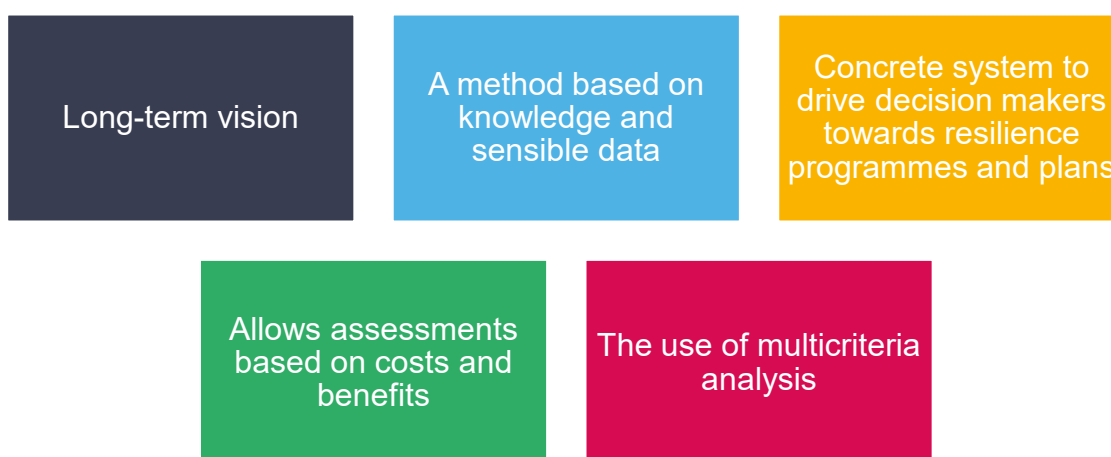 Long-term vision
A method based on
knowledge and
sensible data
Concrete system to
drive decision makers
towards resilience
programmes and plans
Allows assessments
based on costs and
benefits
The use of multicriteria
analysis